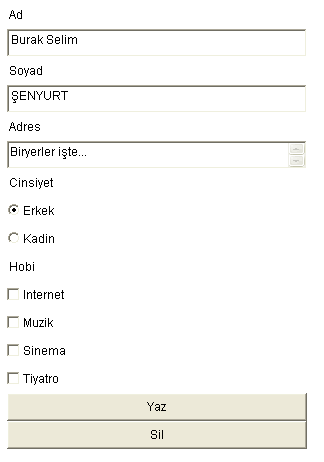 Ad
Burak Selim
Soyad
ŞENYURT
Adres
Biryerler işte...
Cinsiyet
Erkek
Kadin
Hobi
Internet
Muzik
Sinema
Tiyatro
Yaz
Sil